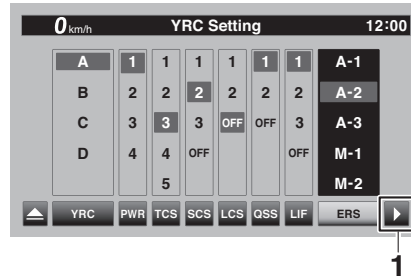 0 km/h YRC Setting 12:00
A 1 1 1 1 1 1 A-1
B 2 2 2 2 2 2 A-2
C 3 3 3 OFF OFF 3 A-3
D 4 4 OFF OFF M-1
5 M-2
YRC PWR TCS SCS LCS QSS LIF ERS
1